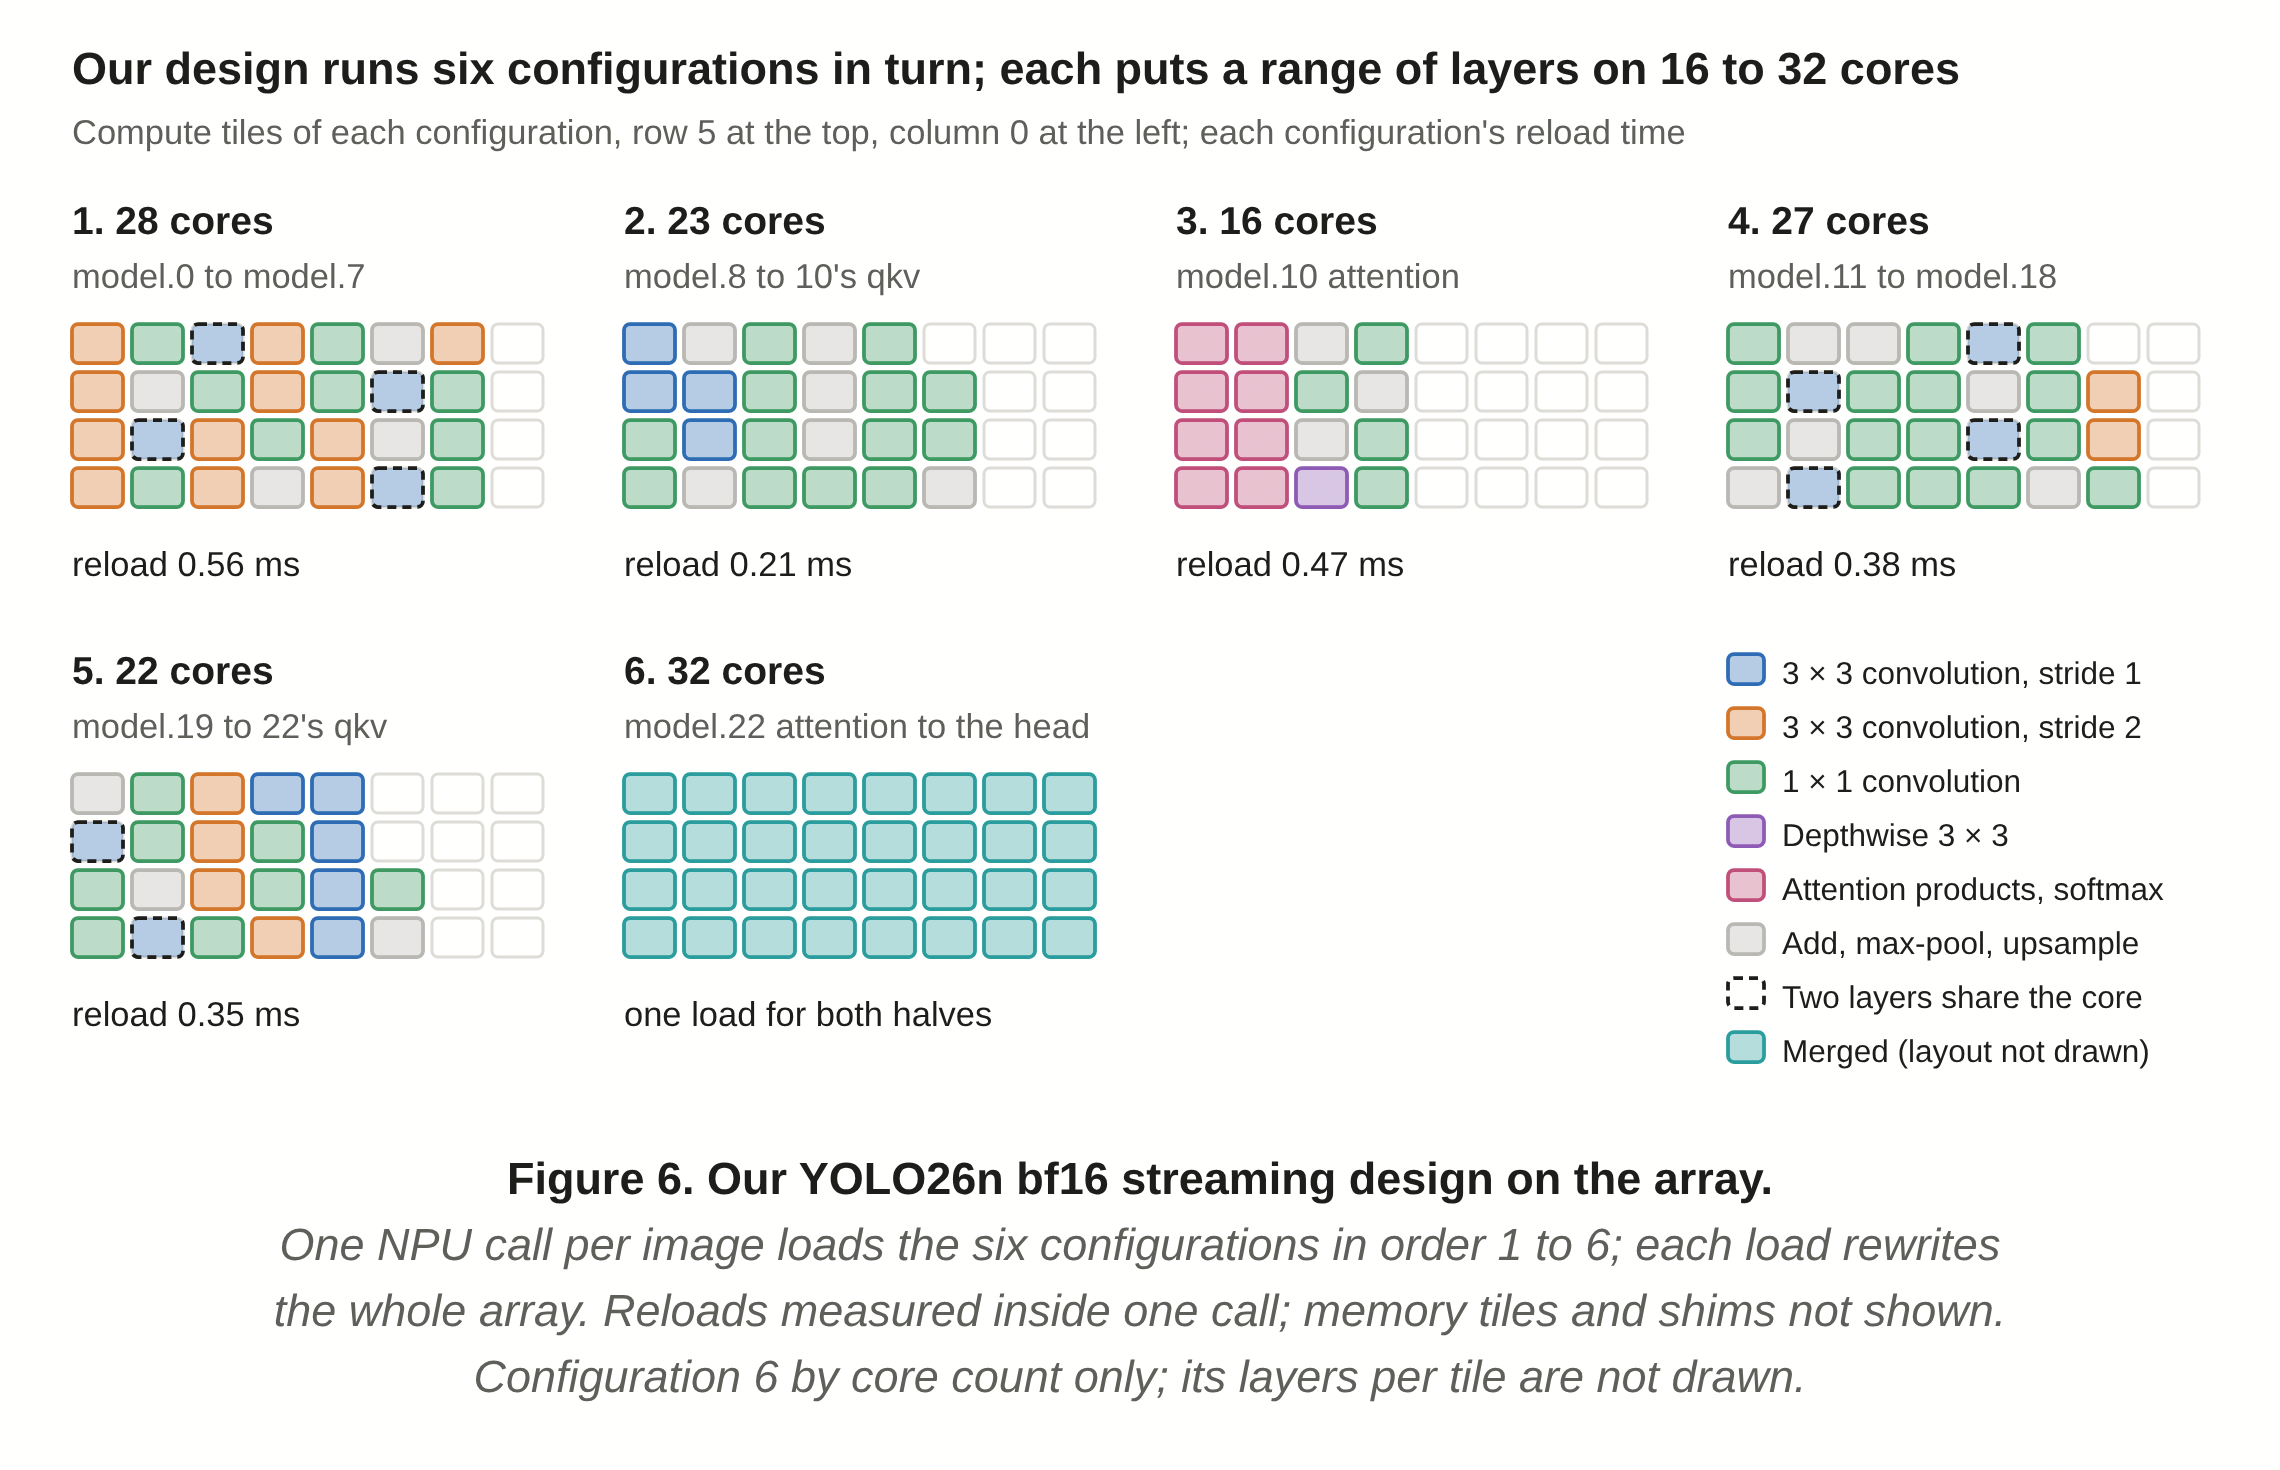 Our design runs six configurations in turn; each puts a range of layers on 16 to 32 cores
Compute tiles of each configuration, row 5 at the top, column 0 at the left; each configuration's reload time
1. 28 cores
model.0 to model.7
reload 0.56 ms
2. 23 cores
model.8 to 10's qkv
reload 0.21 ms
3. 16 cores
model.10 attention
reload 0.47 ms
4. 27 cores
model.11 to model.18
reload 0.38 ms
5. 22 cores
model.19 to 22's qkv
reload 0.35 ms
6. 32 cores
model.22 attention to the head
one load for both halves
3 × 3 convolution, stride 1
3 × 3 convolution, stride 2
1 × 1 convolution
Depthwise 3 × 3
Attention products, softmax
Add, max-pool, upsample
Two layers share the core
Merged (layout not drawn)
Figure 6. Our YOLO26n bf16 streaming design on the array.
One NPU call per image loads the six configurations in order 1 to 6; each load rewrites
the whole array. Reloads measured inside one call; memory tiles and shims not shown.
Configuration 6 by core count only; its layers per tile are not drawn.